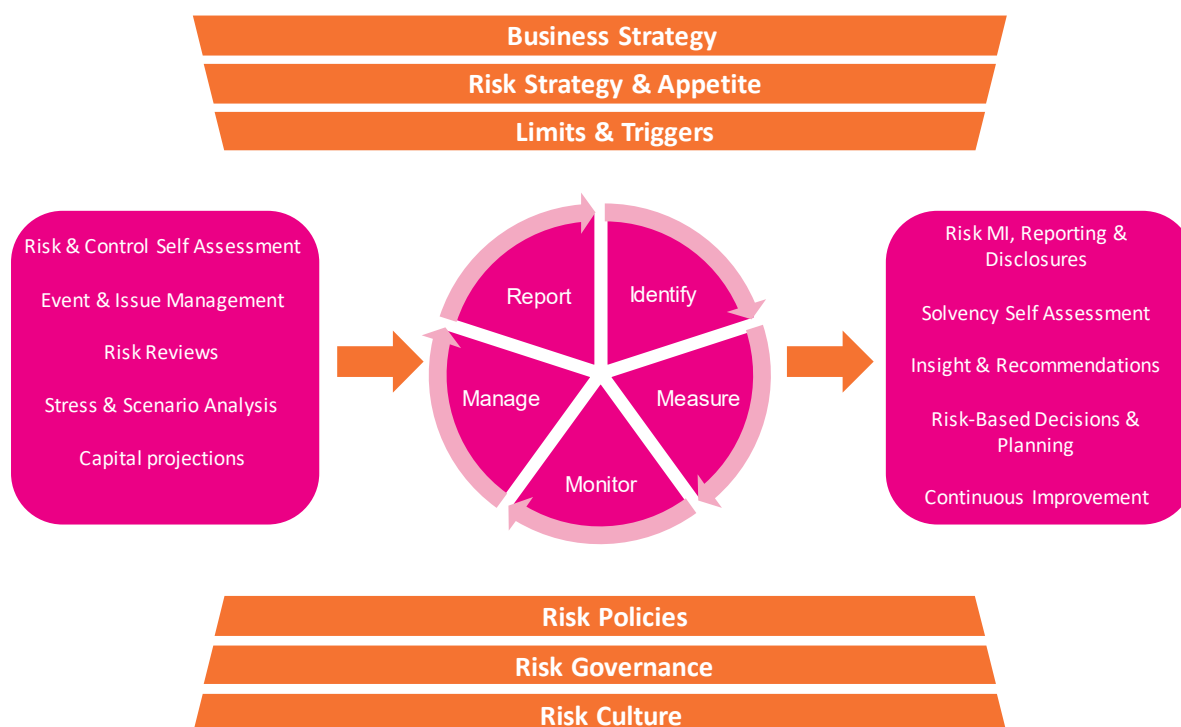 Business Strategy
Risk Strategy & Appetite
Limits & Triggers
Risk & Control Self Assessment
Event & Issue Management
Risk Reviews
Stress & Scenario Analysis
Capital projections
Report
Identify
Manage
Measure
Monitor
Risk MI, Reporting &
Disclosures
Solvency Self Assessment
Insight & Recommendations
Risk-Based Decisions &
Planning
Continuous Improvement
Risk Policies
Risk Governance
Risk Culture